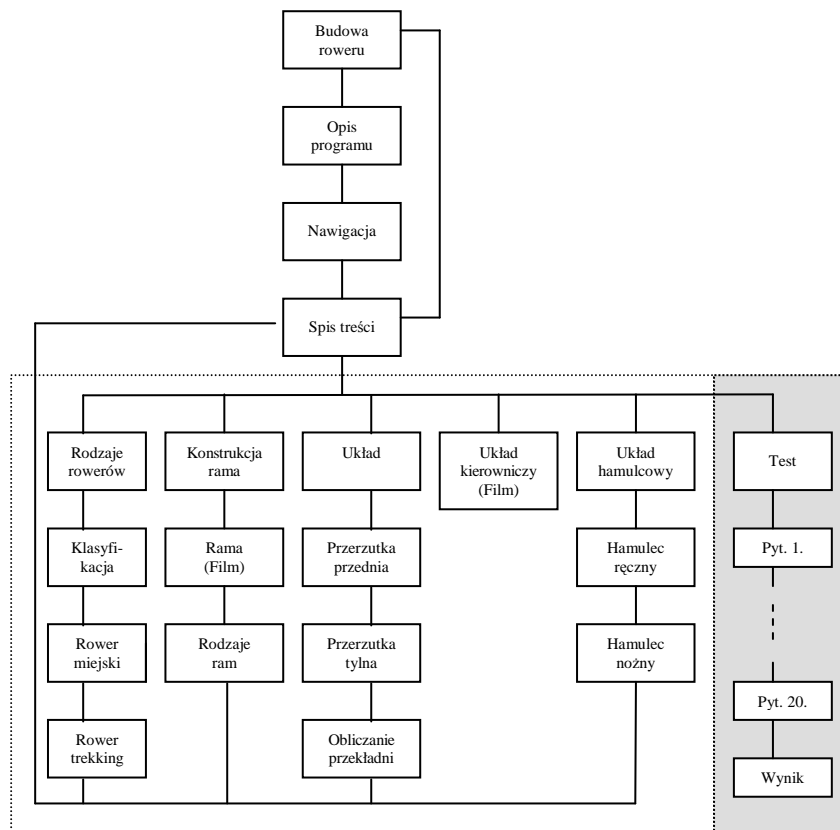 Budowa
roweru
Opis
programu
Nawigacja
Spis treści
Rodzaje
rowerów
Konstrukcja
rama
Układ
Układ
kierowniczy
(Film)
Układ
hamulcowy
Test
Klasyfi-
kacja
Rama
(Film)
Przerzutka
przednia
Hamulec
ręczny
Pyt. 1.
Rower
miejski
Rodzaje
ram
Przerzutka
tylna
Hamulec
nożny
Pyt. 20.
Rower
trekking
Obliczanie
przekładni
Wynik